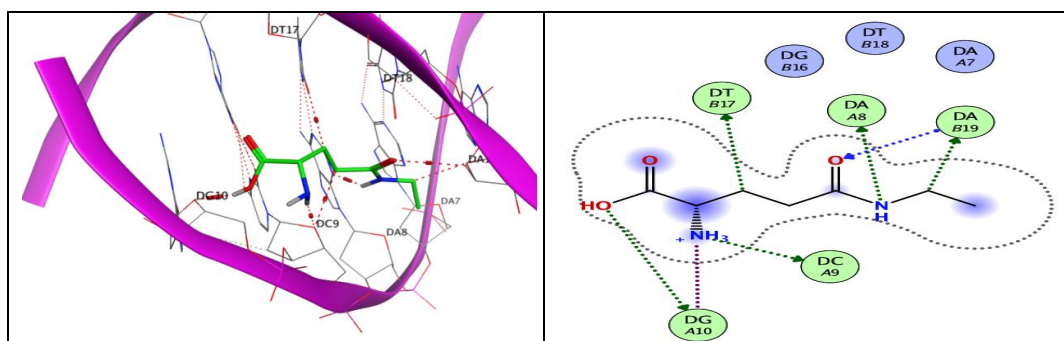 DT17
DT18
DG10
DC9
DA7
DA8
DT
B18
DG
B16
DA
A7
DT
B17
DA
A8
DA
B19
O
O
HO
N
H
NH3
+
DC
A9
DG
A10